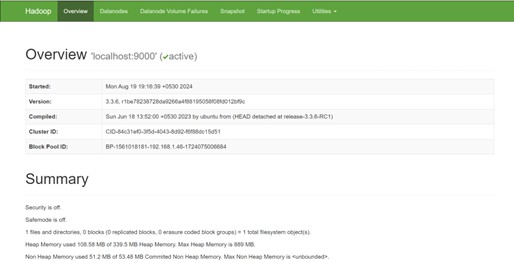 Hadoop Overview Datanodes Datanode Volume Failures Snapshot Startup Progress Utilities
Overview 'localhost:9000' (✔active)
Started: Mon Aug 19 19:16:39 +0530 2024
Version: 3.3.6, r1be78238728da9266a4f88195058f08fd012bf9c
Compiled: Sun Jun 18 13:52:00 +0530 2023 by ubuntu from (HEAD detached at release-3.3.6-RC1)
Cluster ID: CID-84c31ef0-3f5d-4043-8d92-f6f88dc15d51
Block Pool ID: BP-1561018181-192.168.1.46-1724075006684
Summary
Security is off.
Safemode is off.
1 files and directories, 0 blocks (0 replicated blocks, 0 erasure coded block groups) = 1 total filesystem object(s).
Heap Memory used 108.58 MB of 339.5 MB Heap Memory. Max Heap Memory is 889 MB.
Non Heap Memory used 51.2 MB of 53.48 MB Commited Non Heap Memory. Max Non Heap Memory is <unbounded>.